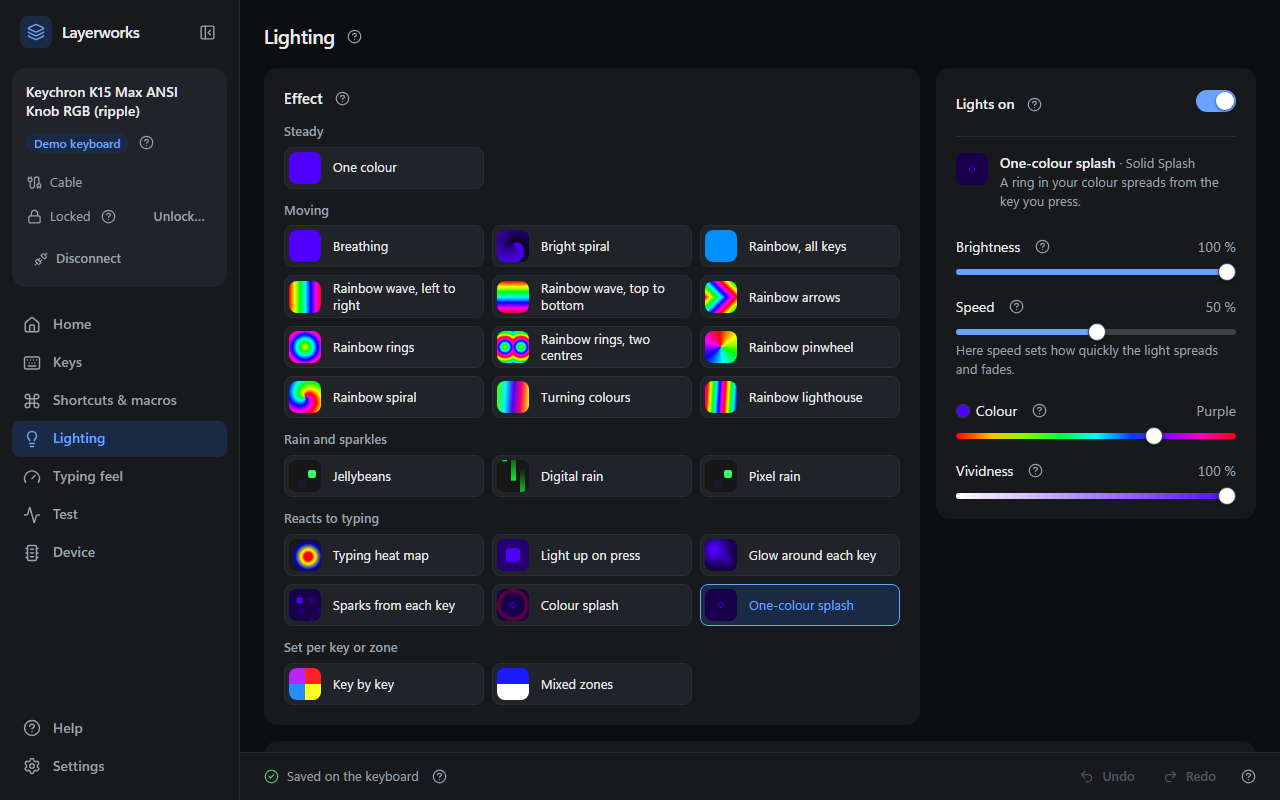 Layerworks
Keychron K15 Max ANSI
Knob RGB (ripple)
Demo keyboard
Cable
Locked
Unlock...
Disconnect
Home
Keys
Shortcuts & macros
Lighting
Typing feel
Test
Device
Help
Settings
Lighting
Effect
Steady
One colour
Moving
Breathing
Bright spiral
Rainbow, all keys
Rainbow wave, left to
right
Rainbow wave, top to
bottom
Rainbow arrows
Rainbow rings
Rainbow rings, two
centres
Rainbow pinwheel
Rainbow spiral
Turning colours
Rainbow lighthouse
Rain and sparkles
Jellybeans
Digital rain
Pixel rain
Reacts to typing
Typing heat map
Light up on press
Glow around each key
Sparks from each key
Colour splash
One-colour splash
Set per key or zone
Key by key
Mixed zones
Lights on
One-colour splash · Solid Splash
A ring in your colour spreads from the
key you press.
Brightness
100 %
Speed
50 %
Here speed sets how quickly the light spreads
and fades.
Colour
Purple
Vividness
100 %
Saved on the keyboard
Undo
Redo